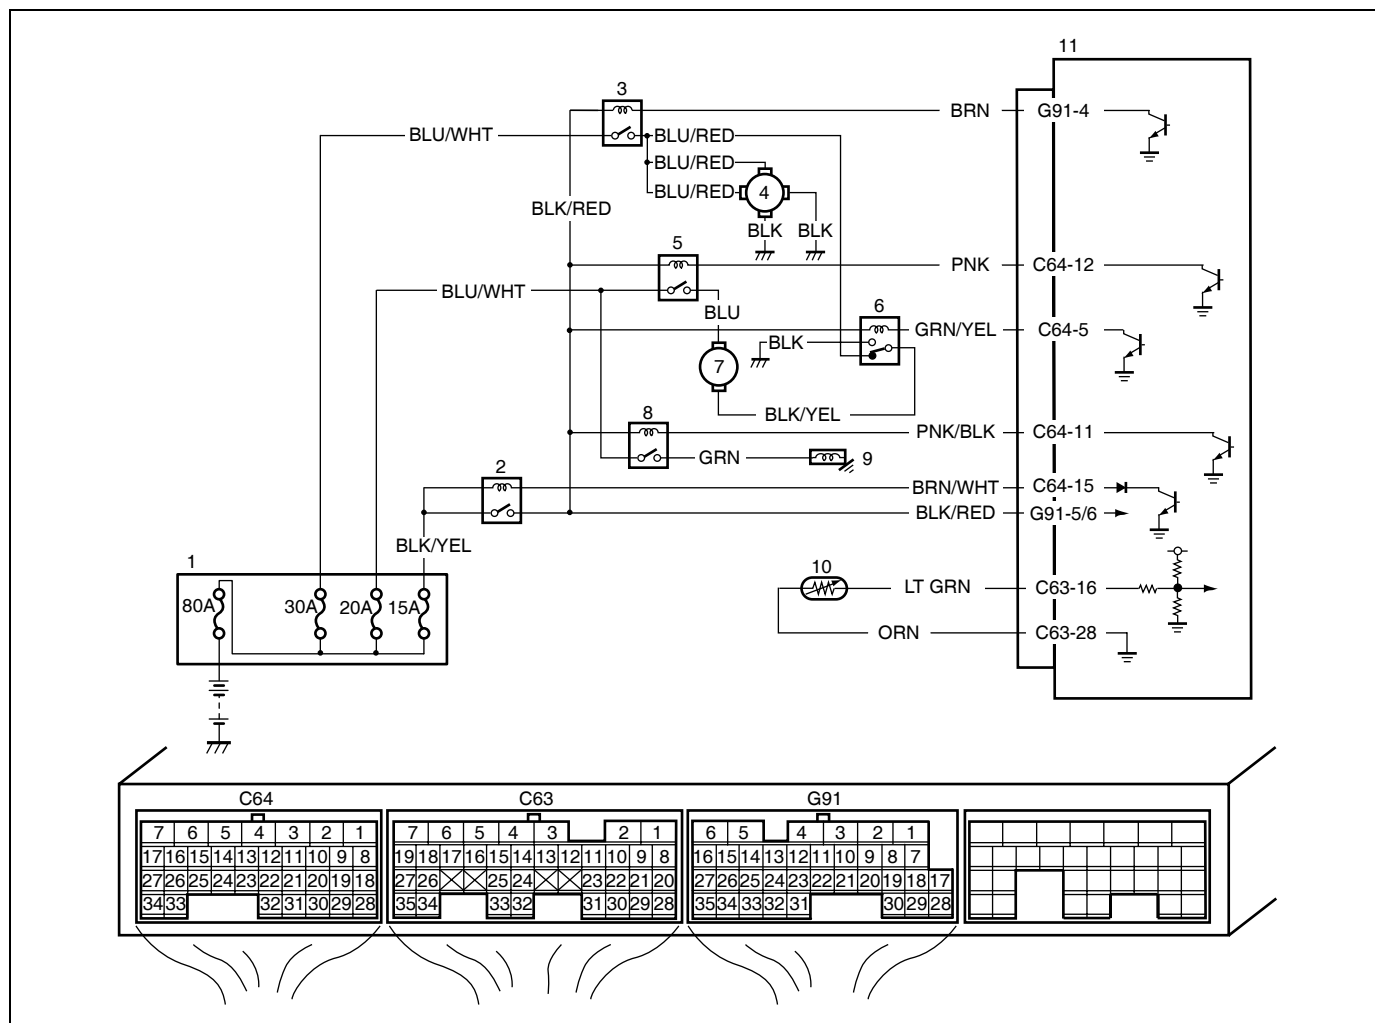 11
3
BRN
G91-4
BLU/WHT
BLU/RED
BLU/RED
BLU/RED
4
BLK/RED
BLK
BLK
5
PNK
C64-12
BLU/WHT
BLU
6
GRN/YEL
C64-5
BLK
7
BLK/YEL
8
PNK/BLK
C64-11
GRN
9
2
BRN/WHT
C64-15
BLK/RED
G91-5/6
BLK/YEL
1
10
80A
30A
20A
15A
LT GRN
C63-16
ORN
C63-28
C64
C63
G91
7 6 5 4 3 2 1
17 16 15 14 13 12 11 10 9 8
27 26 25 24 23 22 21 20 19 18
34 33 32 31 30 29 28
7 6 5 4 3 2 1
19 18 17 16 15 14 13 12 11 10 9 8
27 26 25 24 23 22 21 20
35 34 33 32 31 30 29 28
6 5 4 3 2 1
16 15 14 13 12 11 10 9 8 7
27 26 25 24 23 22 21 20 19 18 17
35 34 33 32 31 30 29 28